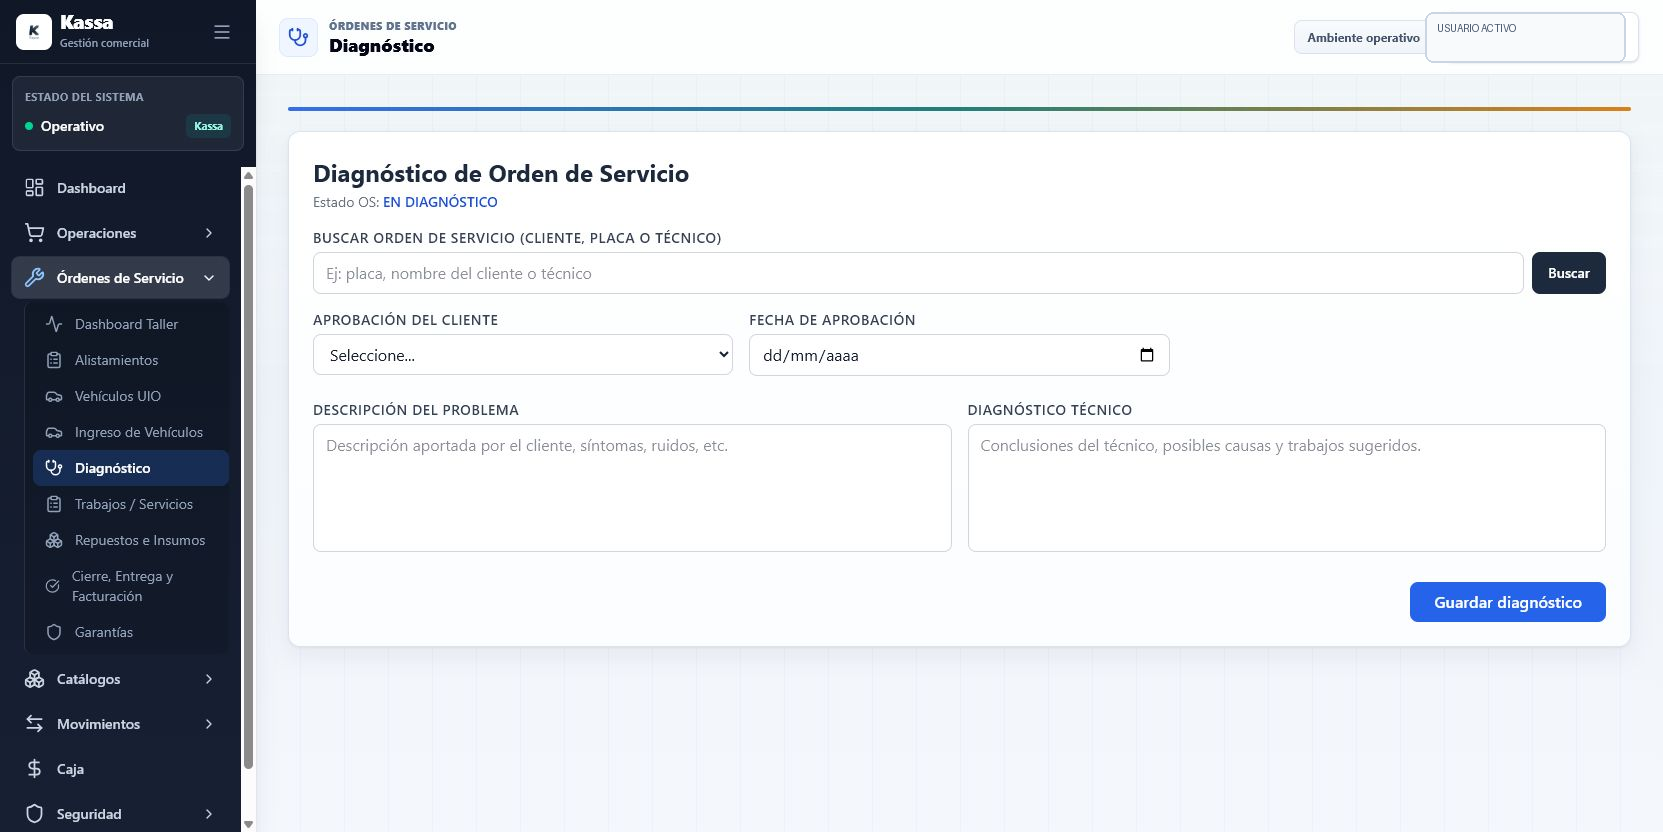 Kassa
Gestión comercial
ESTADO DEL SISTEMA
Operativo
Kassa
Dashboard
Operaciones
Órdenes de Servicio
Dashboard Taller
Alistamientos
Vehículos UIO
Ingreso de Vehículos
Diagnóstico
Trabajos / Servicios
Repuestos e Insumos
Cierre, Entrega y
Facturación
Garantías
Catálogos
Movimientos
Caja
Seguridad
ÓRDENES DE SERVICIO
Diagnóstico
Ambiente operativo
USUARIO ACTIVO
Diagnóstico de Orden de Servicio
Estado OS: EN DIAGNÓSTICO
BUSCAR ORDEN DE SERVICIO (CLIENTE, PLACA O TÉCNICO)
Ej: placa, nombre del cliente o técnico
Buscar
APROBACIÓN DEL CLIENTE
Seleccione...
FECHA DE APROBACIÓN
dd/mm/aaaa
DESCRIPCIÓN DEL PROBLEMA
Descripción aportada por el cliente, síntomas, ruidos, etc.
DIAGNÓSTICO TÉCNICO
Conclusiones del técnico, posibles causas y trabajos sugeridos.
Guardar diagnóstico